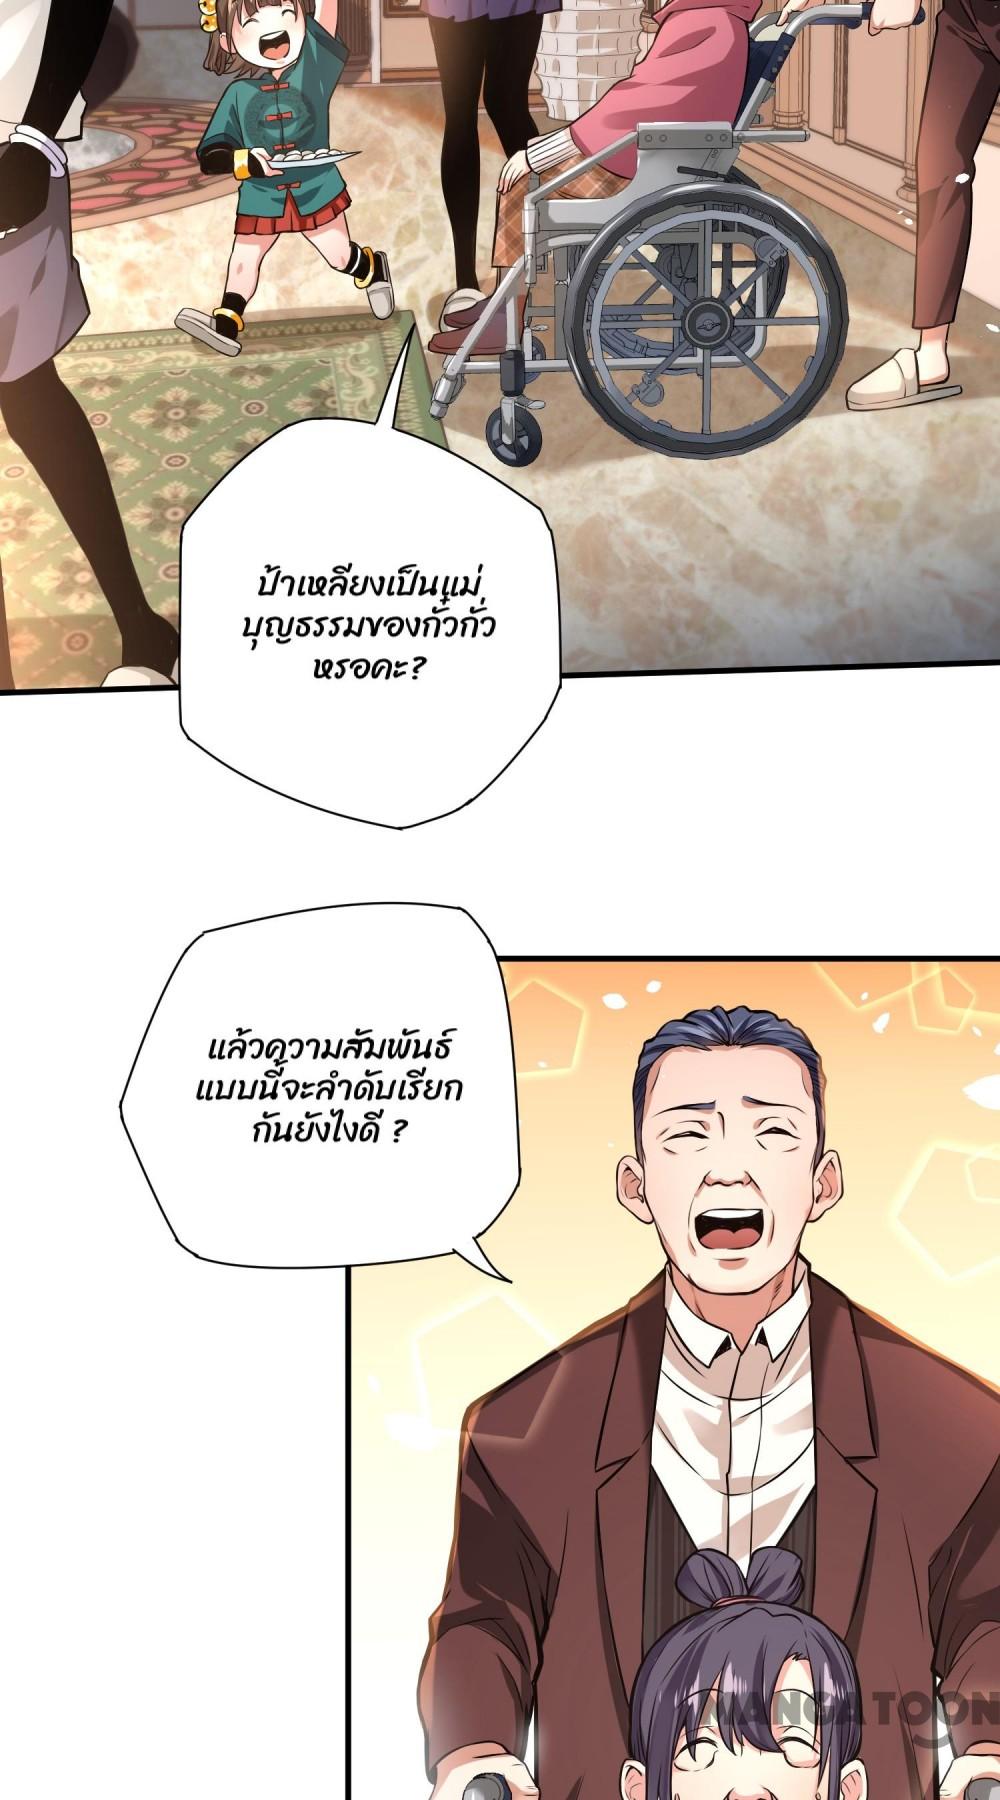 ป้าเหลียงเป็นแม่
บุญธรรมของกั๋วกั่ว
หรอคะ?
แล้วความสัมพันธ์
แบบนี้จะลำดับเรียก
กันยังไงดี ?
MANGA TOON